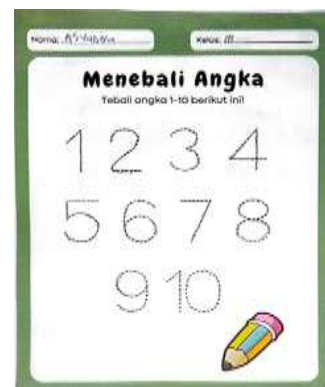 Nama:
Kelas: III
Menebali Angka
Tebali angka 1-10 berikut ini!
1 2 3 4
5 6 7 8
9 10